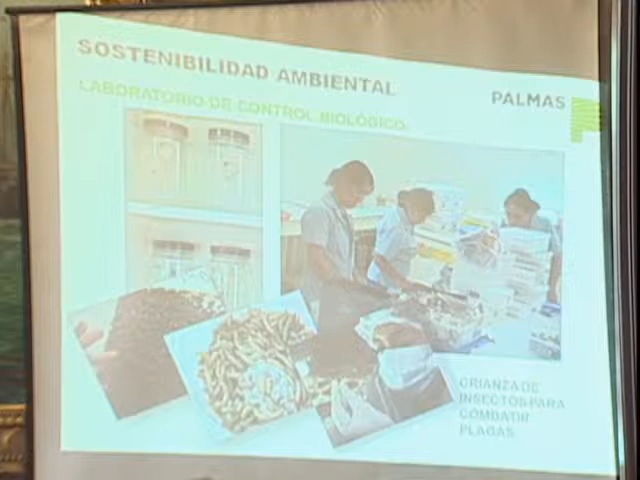 SOSTENIBILIDAD AMBIENTAL
PALMAS
LABORATORIO DE CONTROL BIOLÓGICO
CRIANZA DE
INSECTOS PARA
COMBATIR
PLAGAS